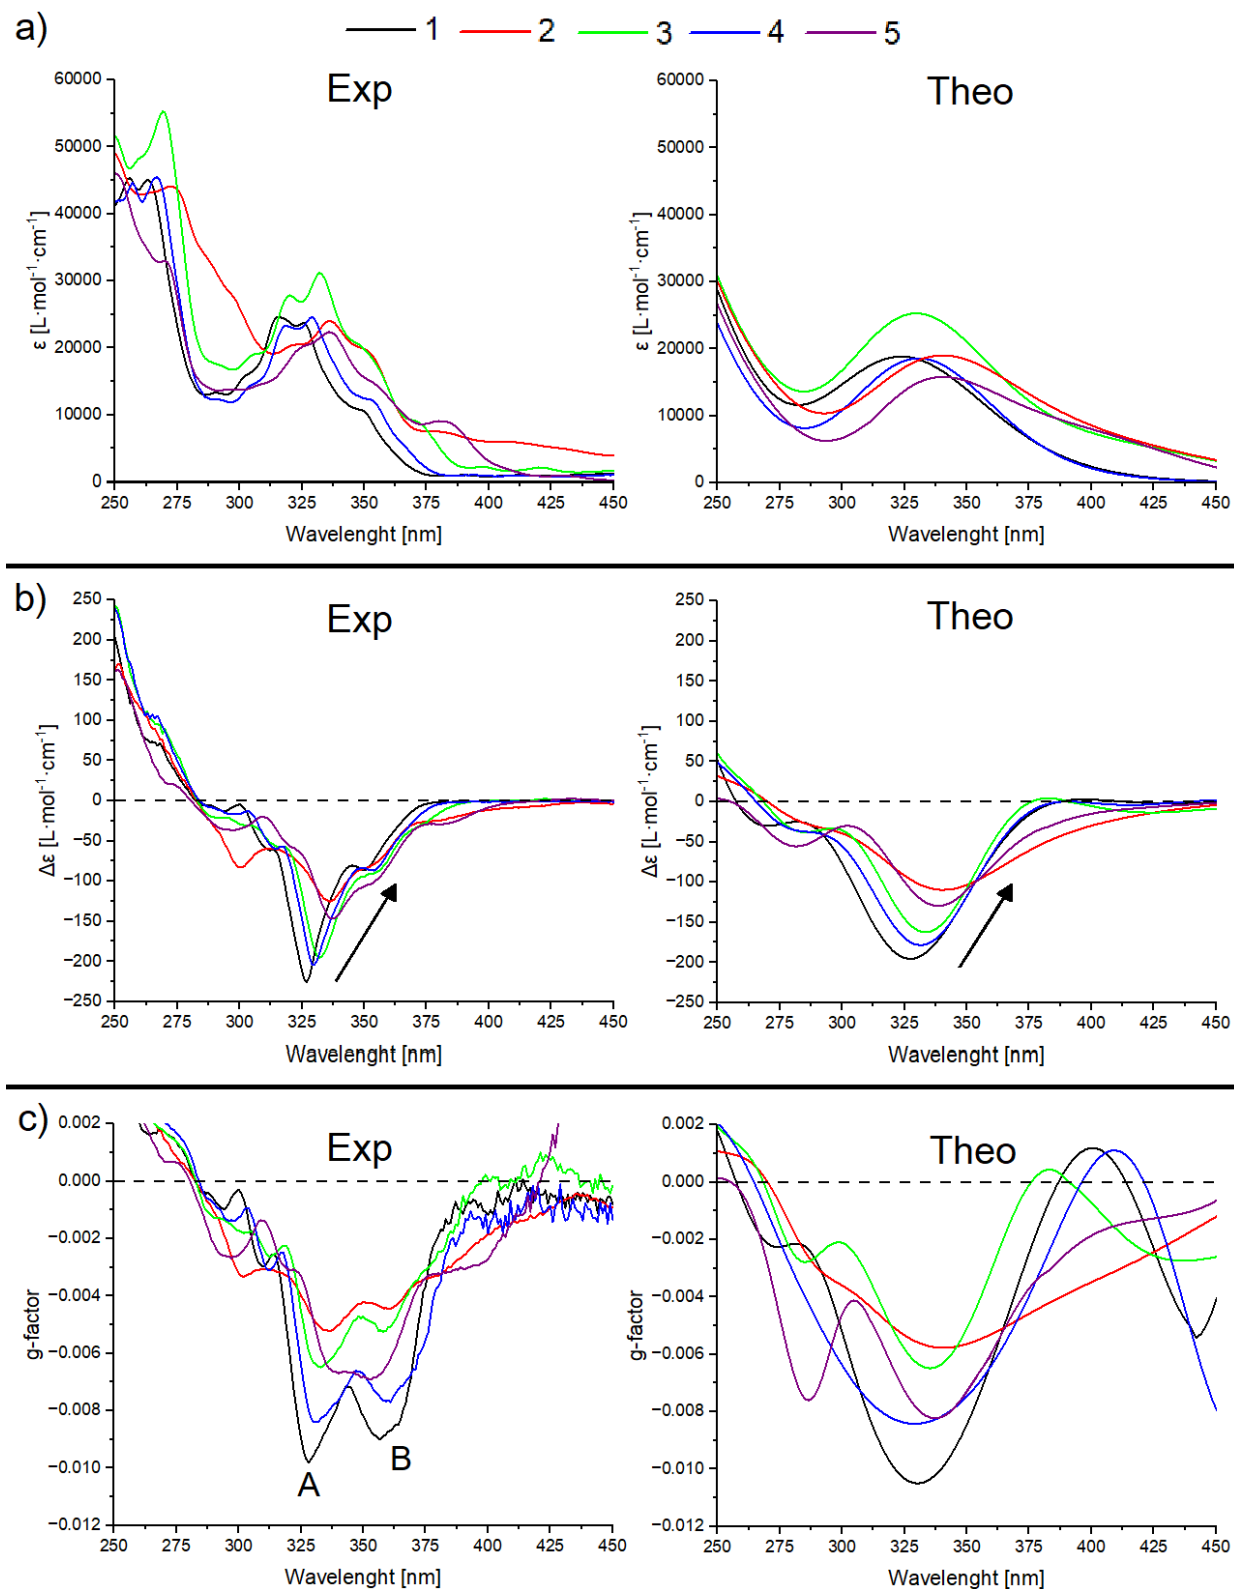 a)
1 2 3 4 5
Exp
Theo
60000
50000
40000
30000
20000
10000
0
ε [L·mol⁻¹·cm⁻¹]
250 275 300 325 350 375 400 425 450
Wavelenght [nm]
60000
50000
40000
30000
20000
10000
0
ε [L·mol⁻¹·cm⁻¹]
250 275 300 325 350 375 400 425 450
Wavelenght [nm]
b)
Exp
Theo
250
200
150
100
50
0
−50
−100
−150
−200
−250
Δε [L·mol⁻¹·cm⁻¹]
250 275 300 325 350 375 400 425 450
Wavelenght [nm]
250
200
150
100
50
0
−50
−100
−150
−200
−250
Δε [L·mol⁻¹·cm⁻¹]
250 275 300 325 350 375 400 425 450
Wavelenght [nm]
c)
Exp
Theo
0.002
0.000
−0.002
−0.004
−0.006
−0.008
−0.010
−0.012
g-factor
A
B
250 275 300 325 350 375 400 425 450
Wavelenght [nm]
0.002
0.000
−0.002
−0.004
−0.006
−0.008
−0.010
−0.012
g-factor
250 275 300 325 350 375 400 425 450
Wavelenght [nm]